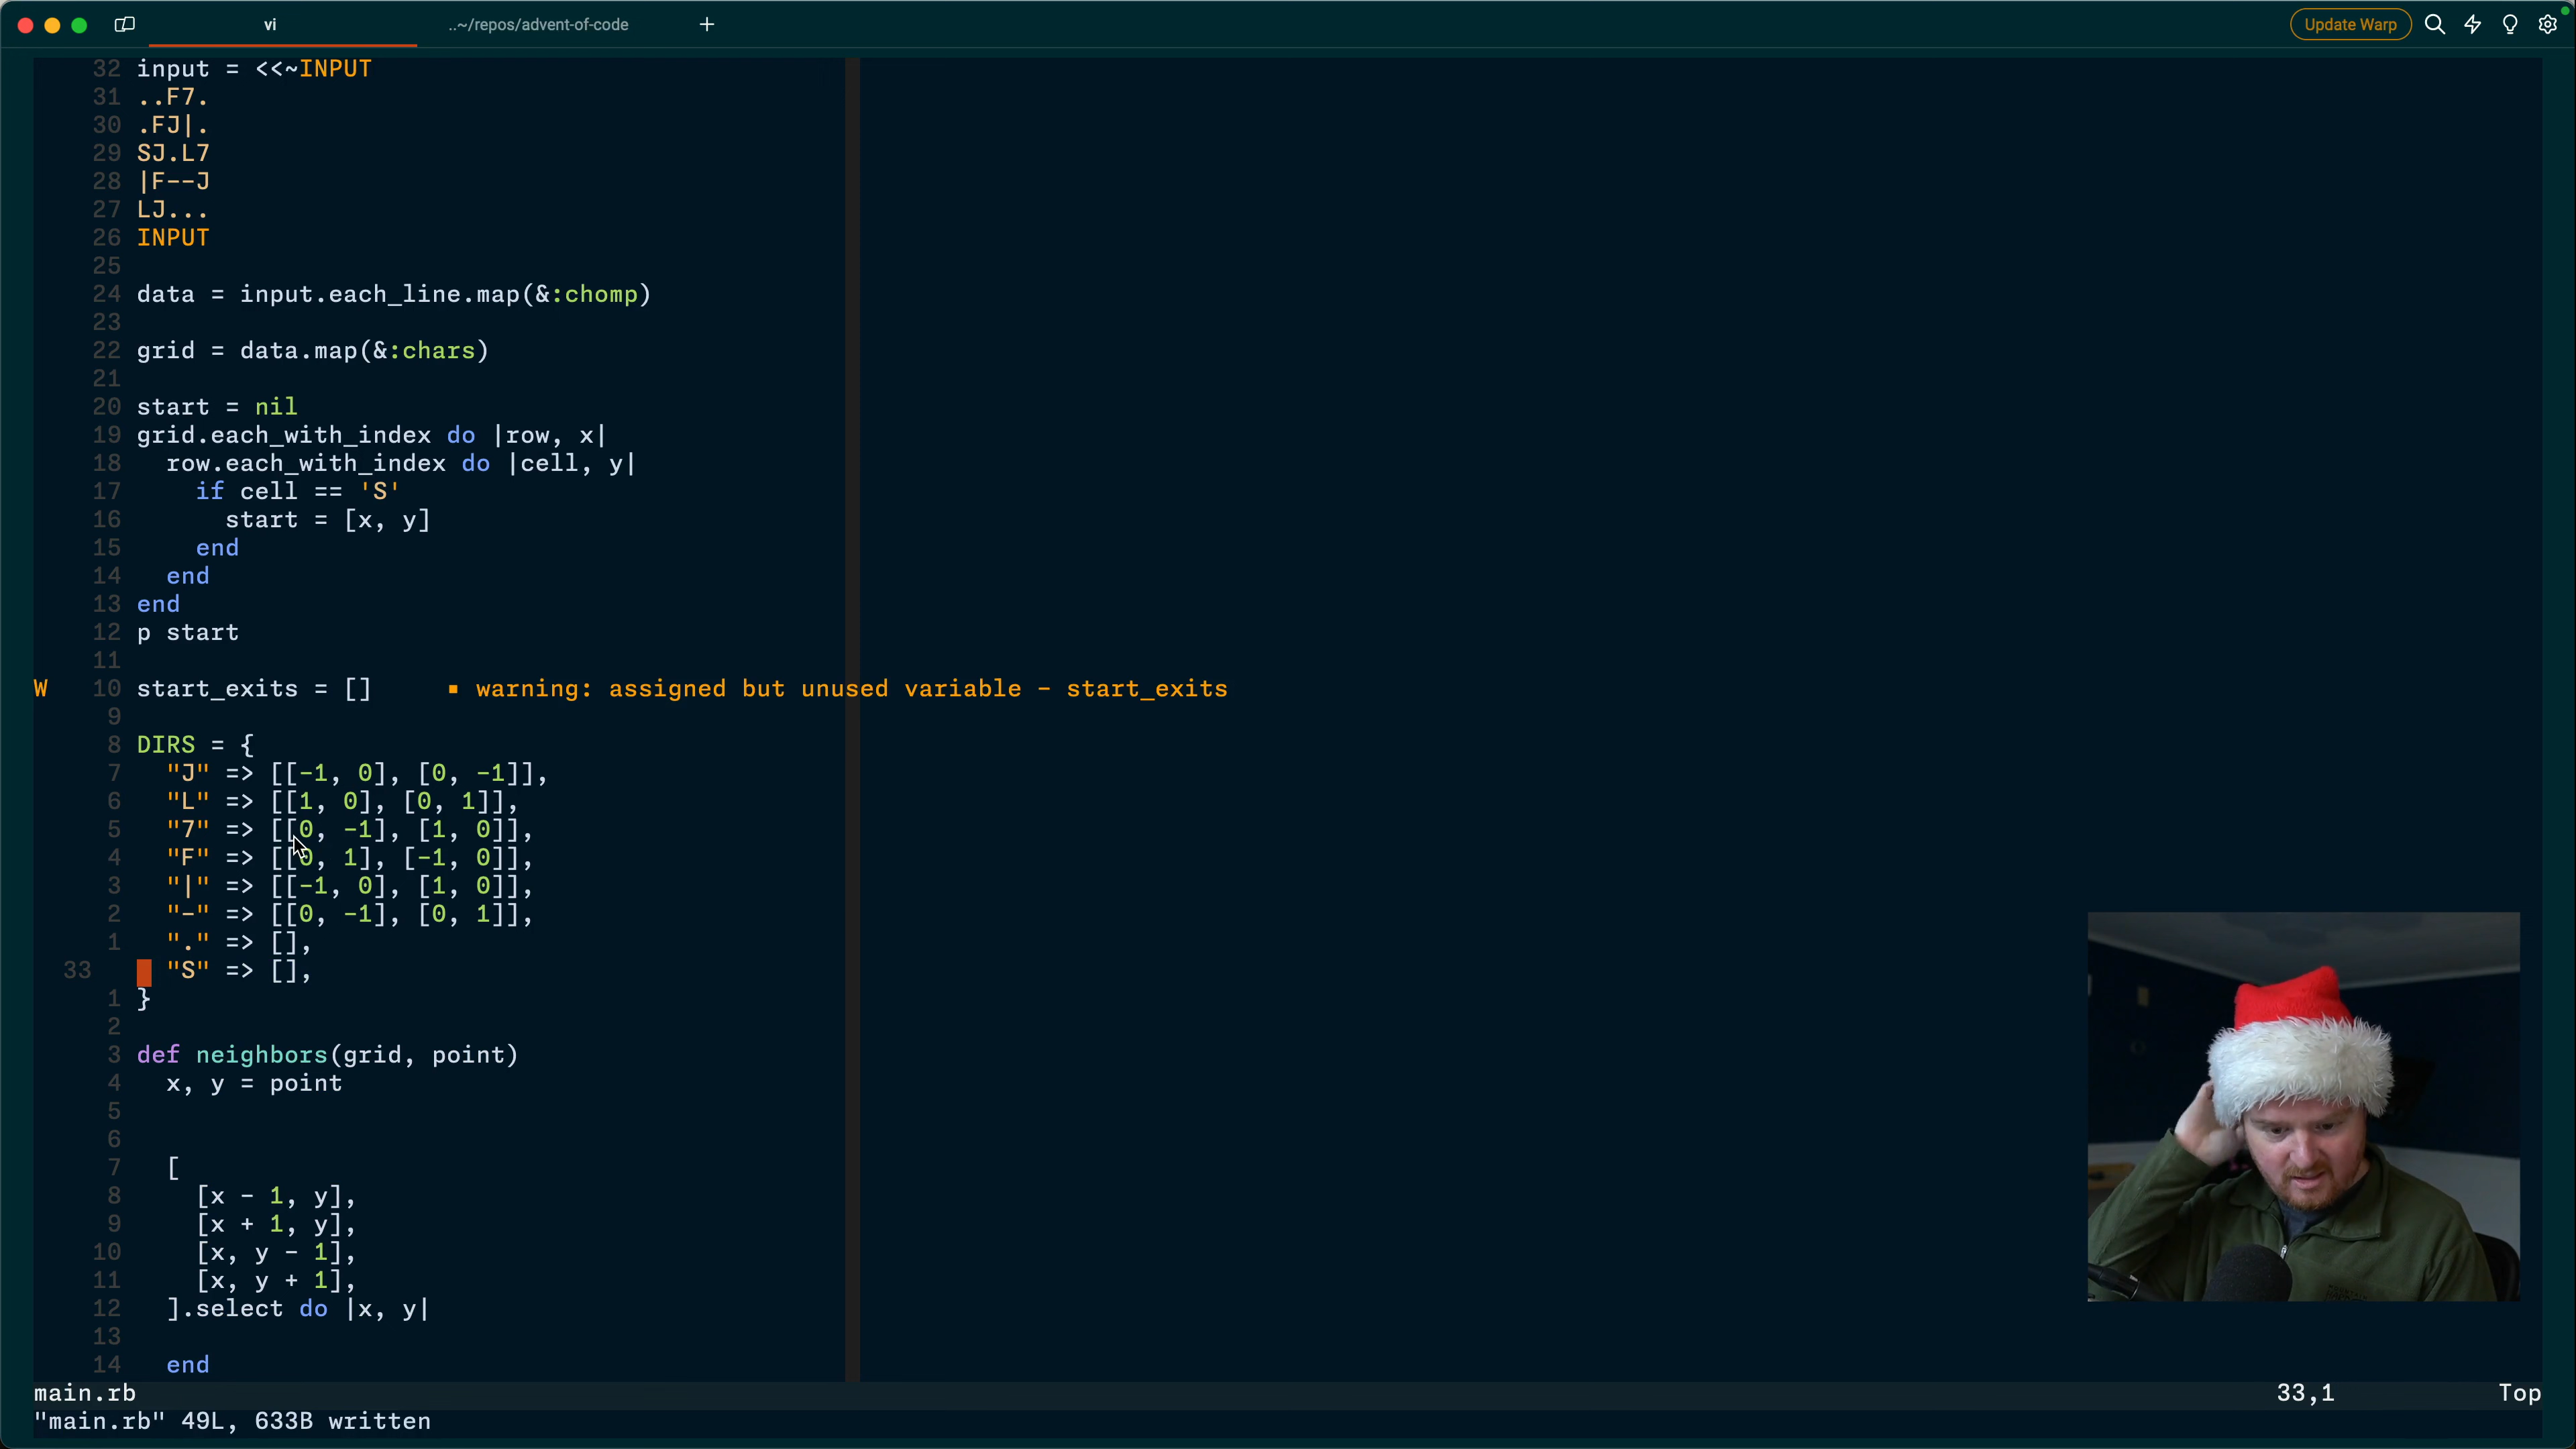 vi
..~/repos/advent-of-code
+
Update Warp
32 input = <<~INPUT
31 ..F7.
30 .FJ|.
29 SJ.L7
28 |F--J
27 LJ...
26 INPUT
25
24 data = input.each_line.map(&:chomp)
23
22 grid = data.map(&:chars)
21
20 start = nil
19 grid.each_with_index do |row, x|
18   row.each_with_index do |cell, y|
17     if cell == 'S'
16       start = [x, y]
15     end
14   end
13 end
12 p start
11
W 10 start_exits = []     ▪ warning: assigned but unused variable - start_exits
9
8 DIRS = {
7   "J" => [[-1, 0], [0, -1]],
6   "L" => [[1, 0], [0, 1]],
5   "7" => [[0, -1], [1, 0]],
4   "F" => [[0, 1], [-1, 0]],
3   "|" => [[-1, 0], [1, 0]],
2   "-" => [[0, -1], [0, 1]],
1   "." => [],
33   "S" => [],
1 }
2
3 def neighbors(grid, point)
4   x, y = point
5
6
7   [
8     [x - 1, y],
9     [x + 1, y],
10     [x, y - 1],
11     [x, y + 1],
12   ].select do |x, y|
13
14   end
main.rb 33,1 Top
"main.rb" 49L, 633B written